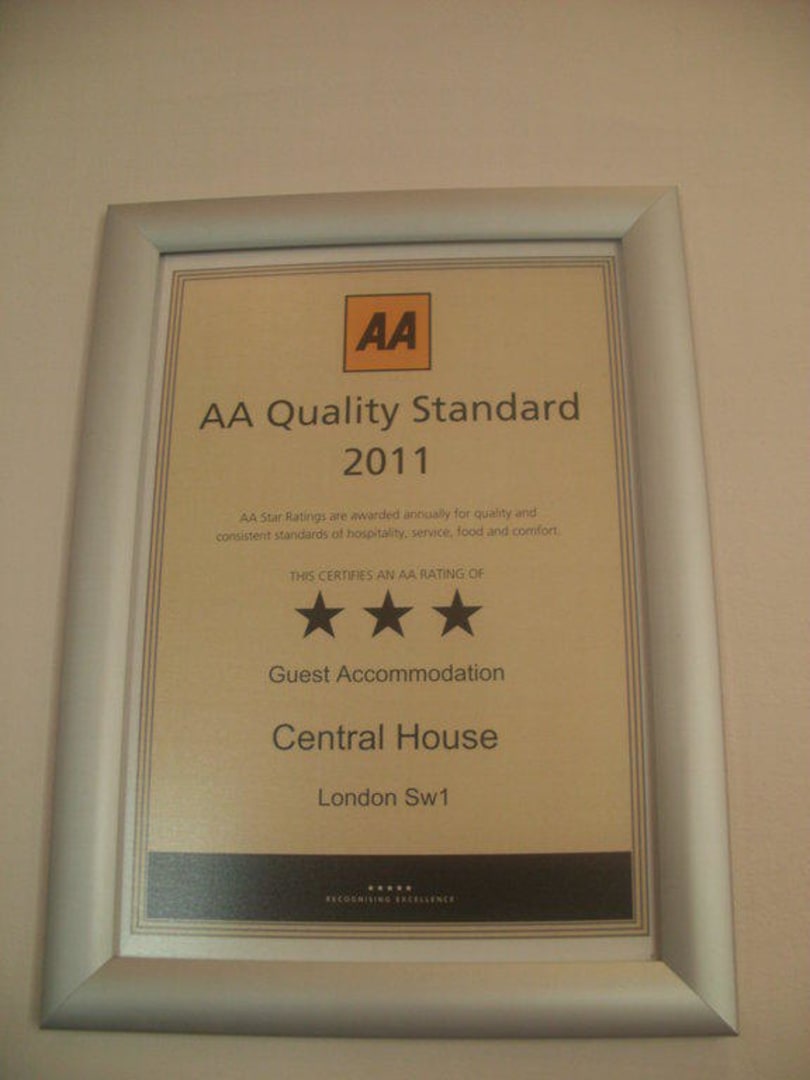 AA
AA Quality Standard
2011
AA Star Ratings are awarded annually for quality and
consistent standards of hospitality, service, food and comfort.
THIS CERTIFIES AN AA RATING OF
★ ★ ★
Guest Accommodation
Central House
London Sw1
★★★★★
RECOGNISING EXCELLENCE